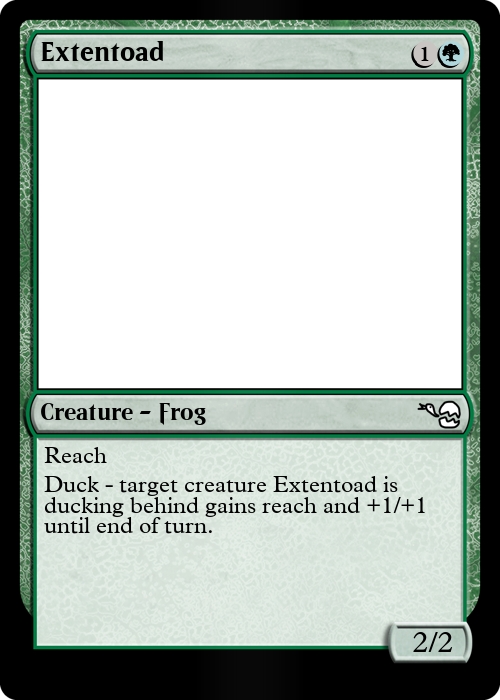 Extentoad 1
Creature – Frog
Reach
Duck - target creature Extentoad is
ducking behind gains reach and +1/+1
until end of turn.
2/2